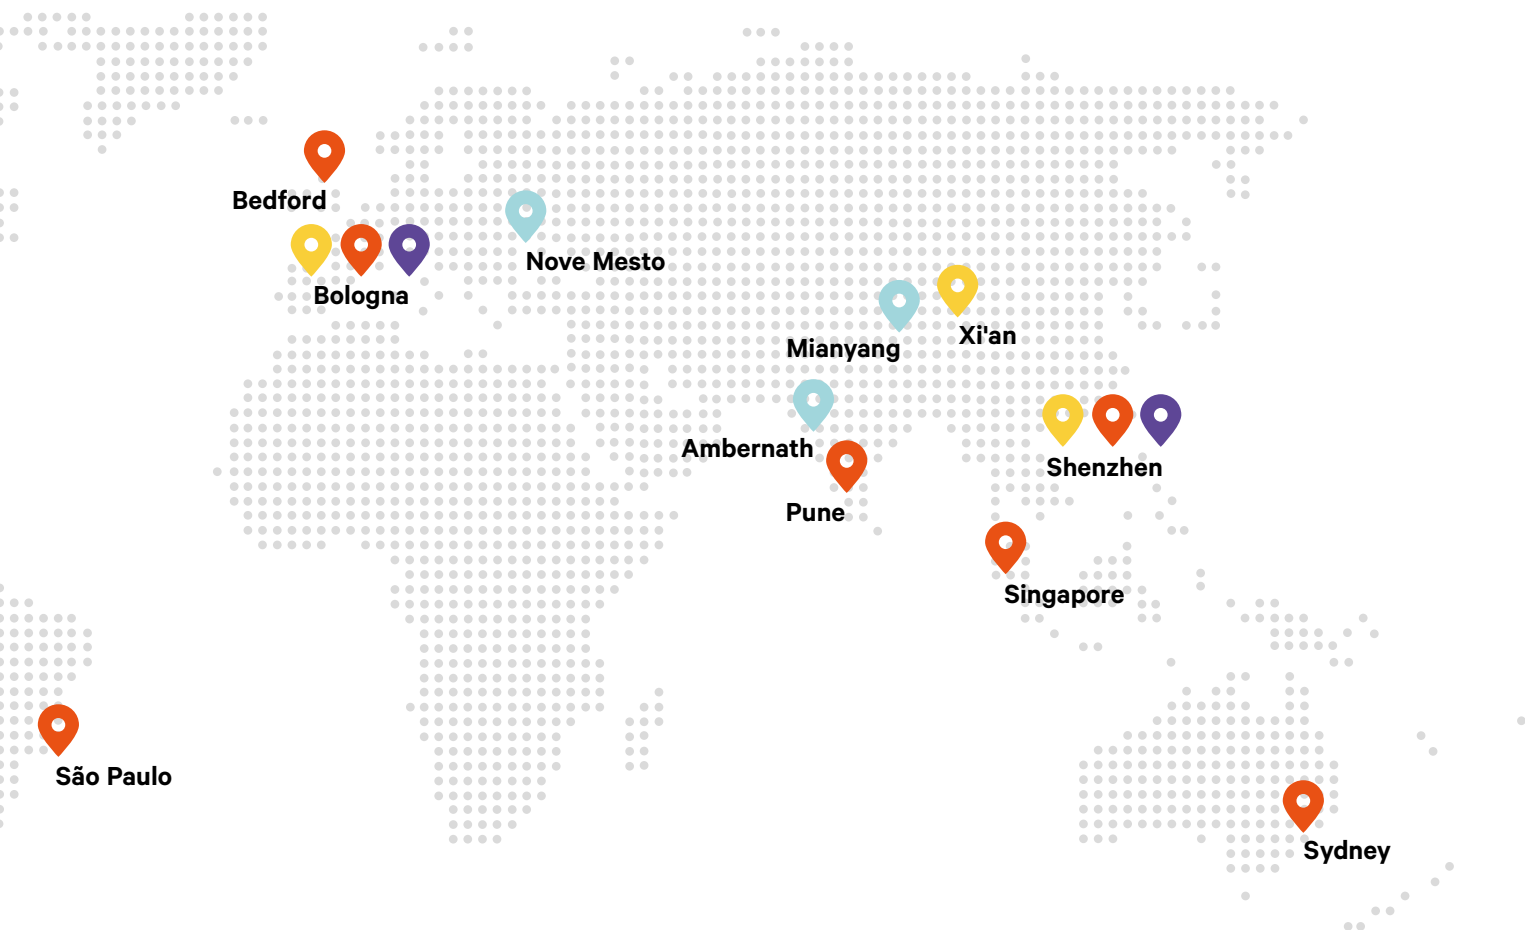 Bedford
Bologna
Nove Mesto
Mianyang
Xi'an
Ambernath
Pune
Shenzhen
Singapore
São Paulo
Sydney